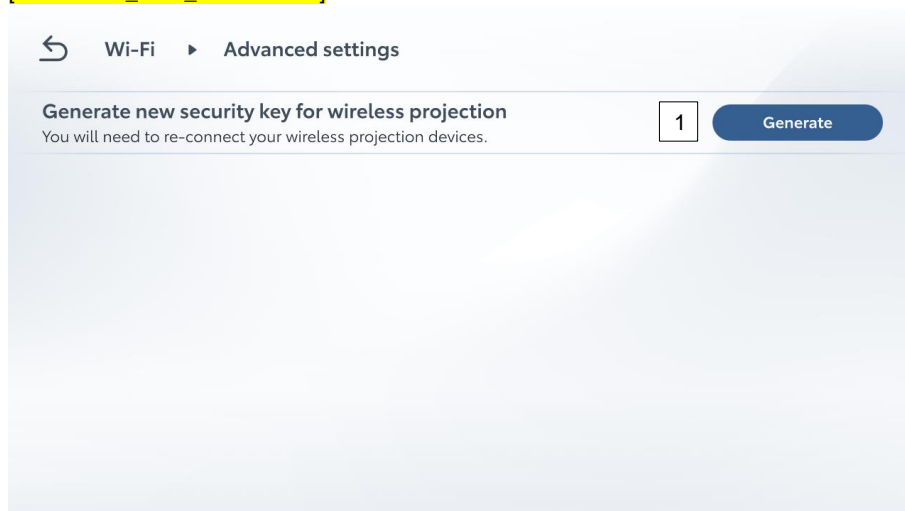 Wi-Fi ▸ Advanced settings
Generate new security key for wireless projection
You will need to re-connect your wireless projection devices.
1
Generate